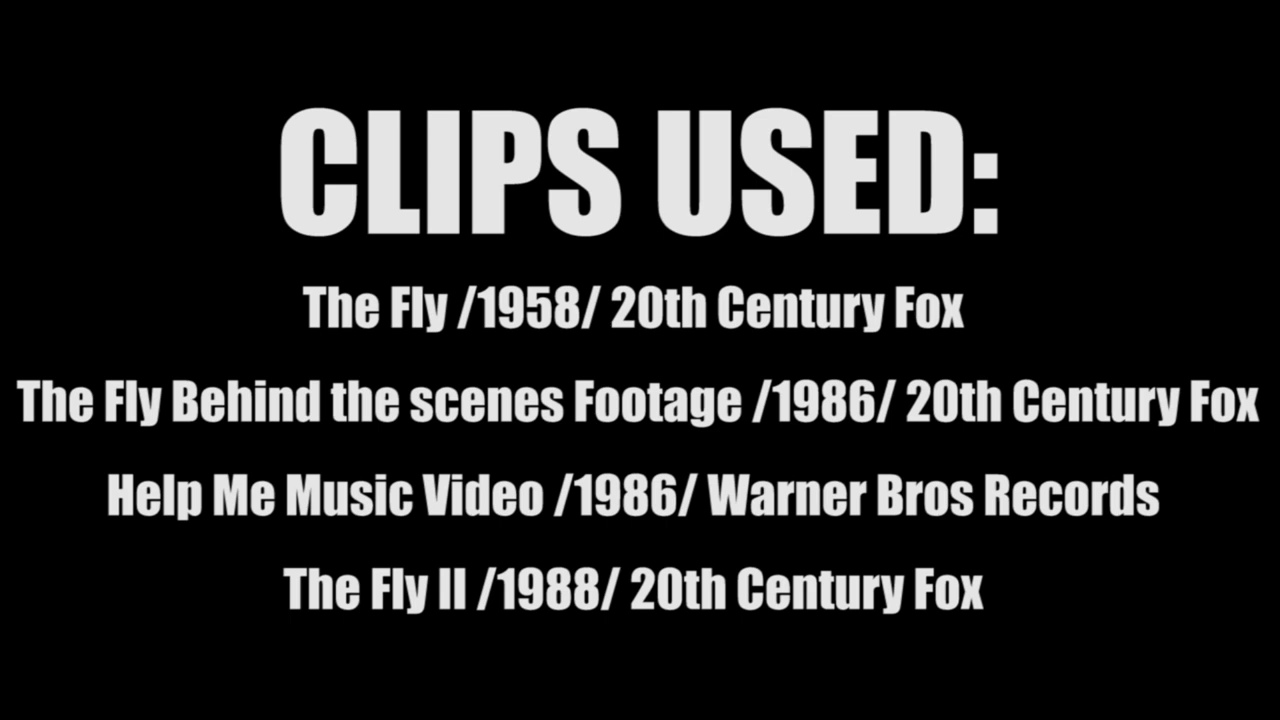 CLIPS USED:
The Fly /1958/ 20th Century Fox
The Fly Behind the scenes Footage /1986/ 20th Century Fox
Help Me Music Video /1986/ Warner Bros Records
The Fly II /1988/ 20th Century Fox